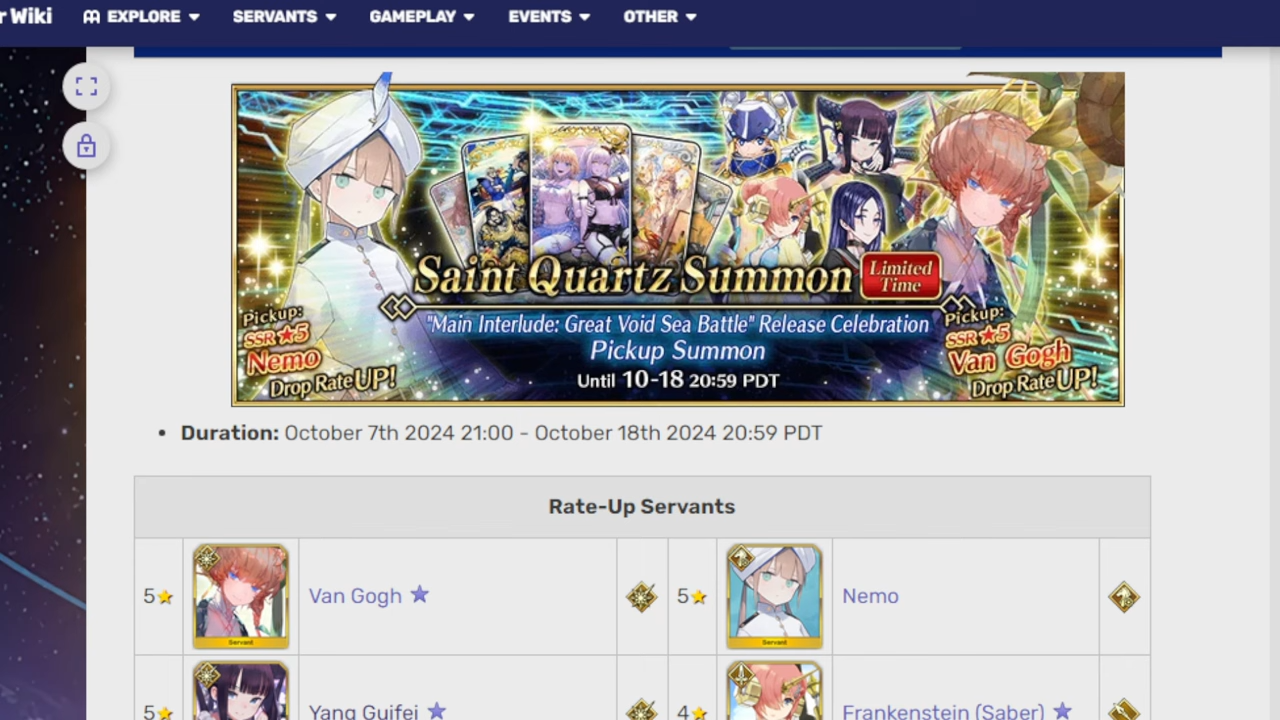 r Wiki EXPLORE SERVANTS GAMEPLAY EVENTS OTHER
Saint Quartz Summon Limited Time
"Main Interlude: Great Void Sea Battle" Release Celebration
Pickup Summon
Until 10-18 20:59 PDT
Pickup:
SSR ★5
Nemo
Drop Rate UP!
Pickup:
SSR ★5
Van Gogh
Drop Rate UP!
• Duration: October 7th 2024 21:00 - October 18th 2024 20:59 PDT
Rate-Up Servants
5★ Servant Van Gogh ★ 5★ Servant Nemo
5★ Yang Guifei ★ 4★ Frankenstein (Saber) ★